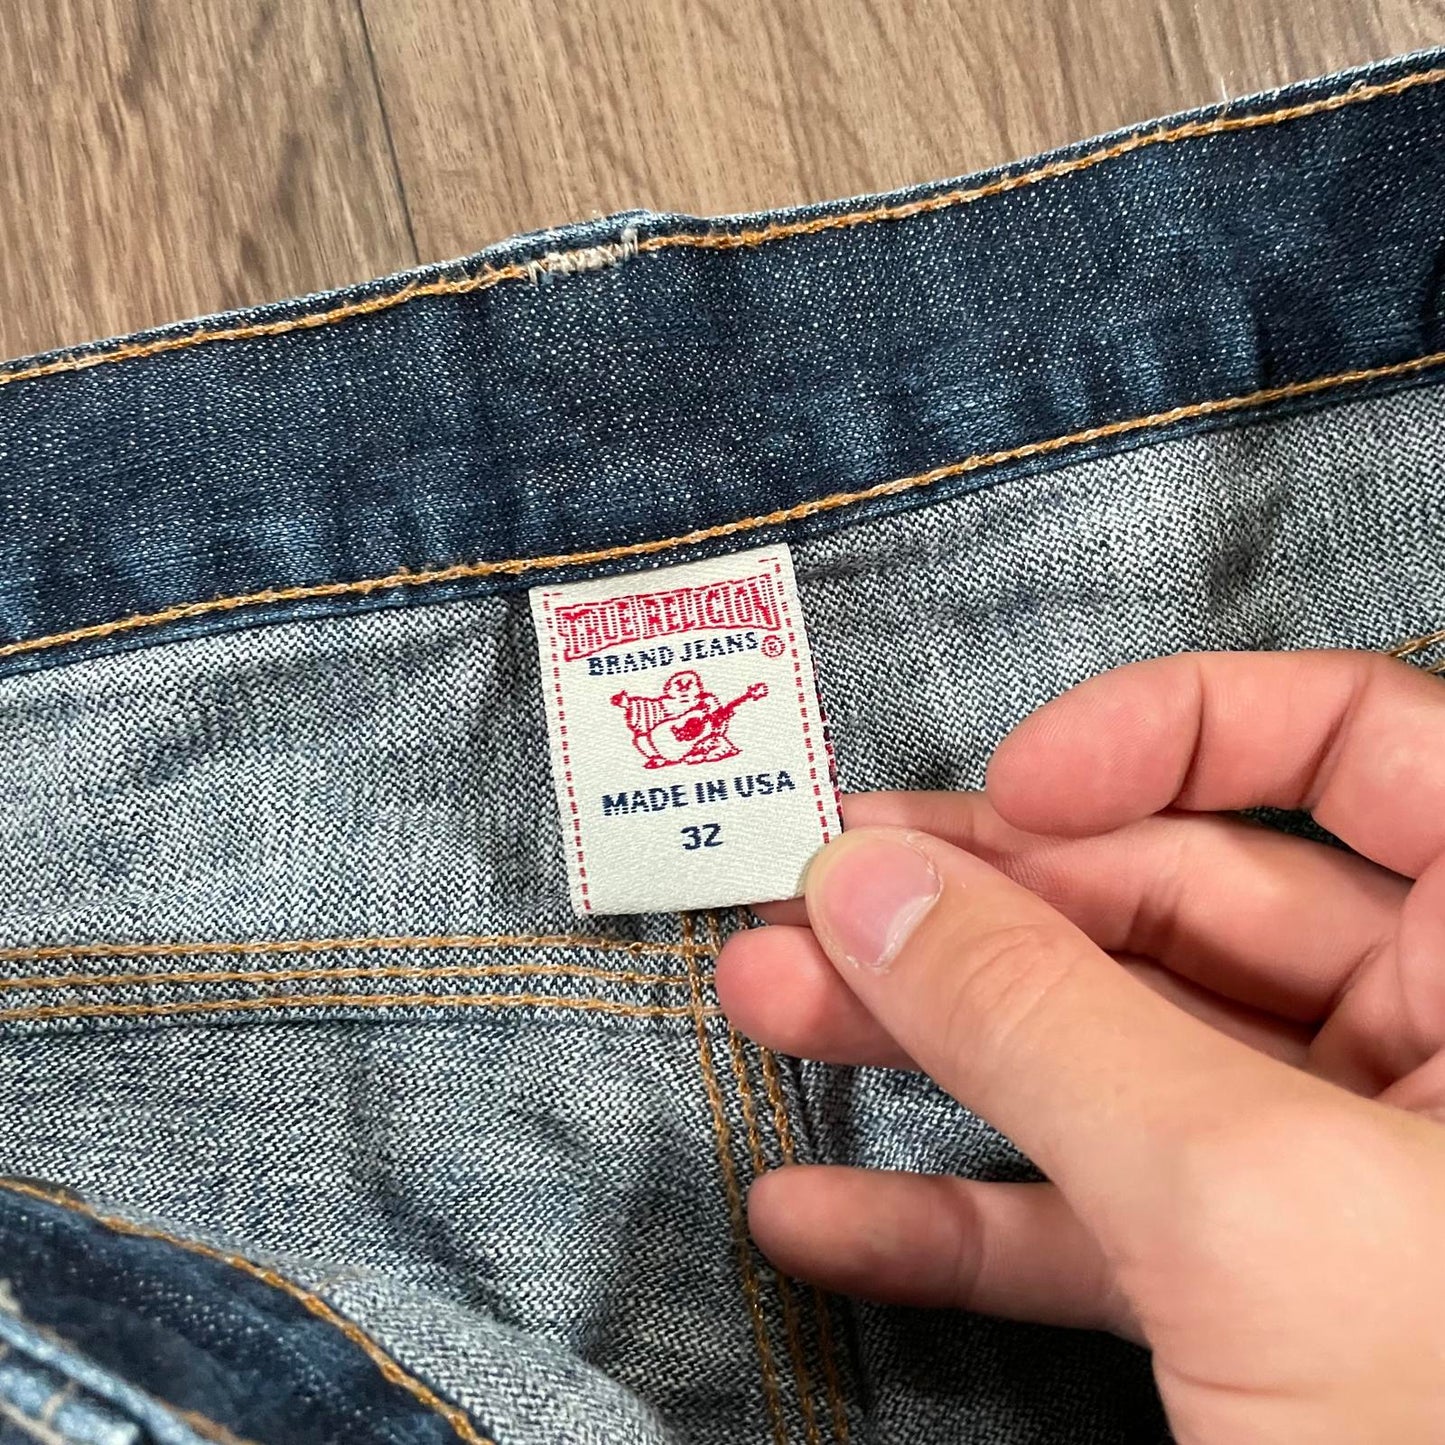 TRUE RELIGION
BRAND JEANS®
MADE IN USA
32